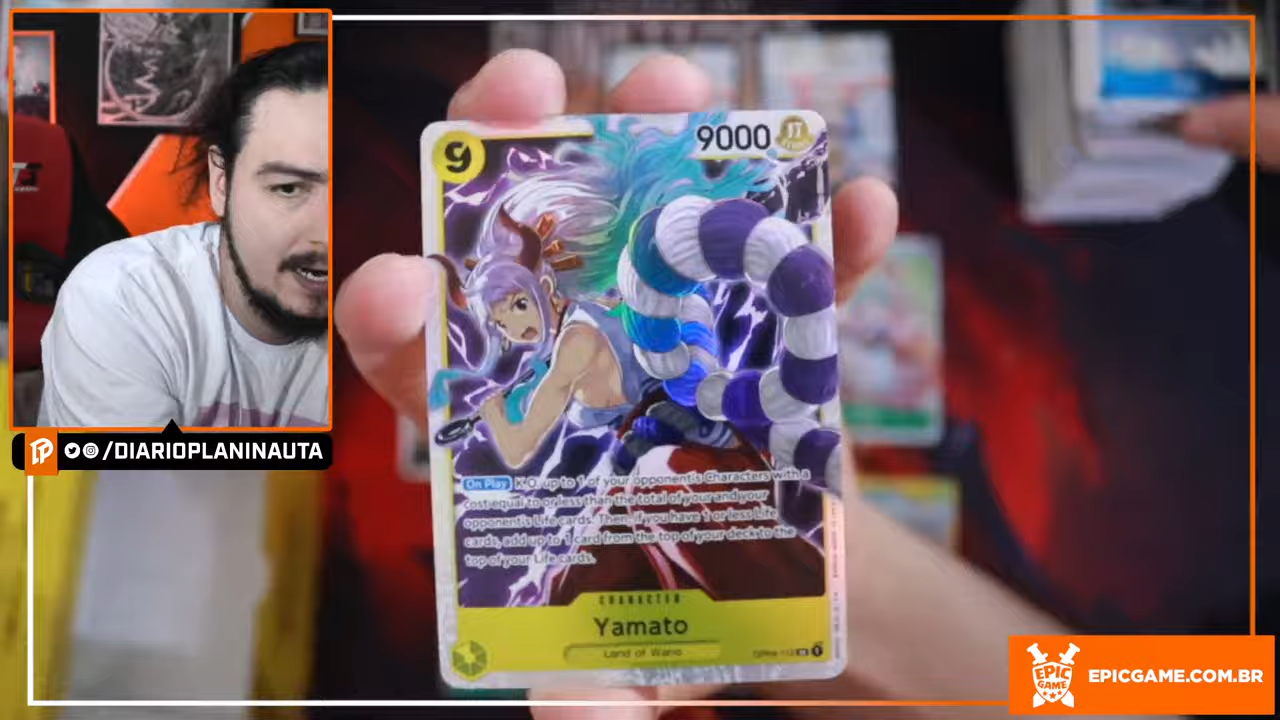 9
9000
On Play K.O. up to 1 of your opponent's Characters with a
cost equal to or less than the total of your and your
opponent's Life cards. Then, if you have 1 or less Life
cards, add up to 1 card from the top of your deck to the
top of your Life cards.
CHARACTER
Yamato
Land of Wano
/DIARIOPLANINAUTA
EPIC
GAME
EPICGAME.COM.BR